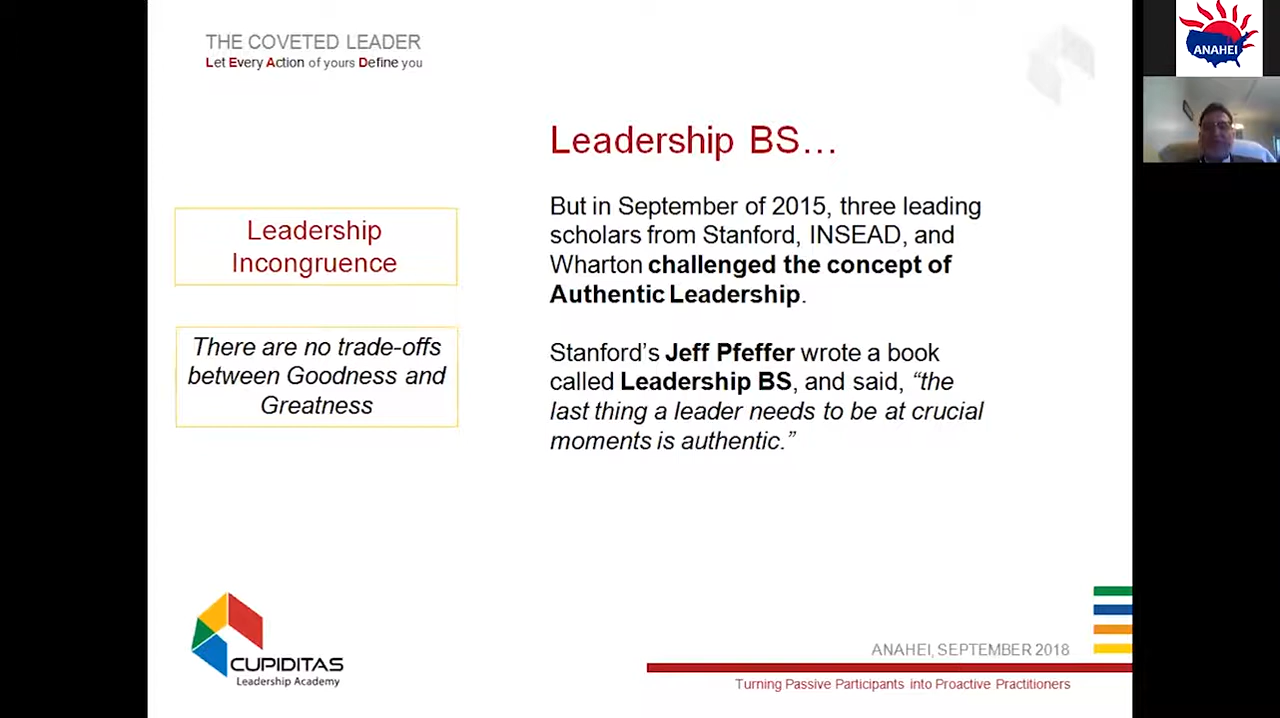 THE COVETED LEADER
Let Every Action of yours Define you
ANAHEI
Leadership BS…
Leadership
Incongruence
There are no trade-offs
between Goodness and
Greatness
But in September of 2015, three leading
scholars from Stanford, INSEAD, and
Wharton challenged the concept of
Authentic Leadership.
Stanford’s Jeff Pfeffer wrote a book
called Leadership BS, and said, “the
last thing a leader needs to be at crucial
moments is authentic.”
CUPIDITAS
Leadership Academy
ANAHEI, SEPTEMBER 2018
Turning Passive Participants into Proactive Practitioners